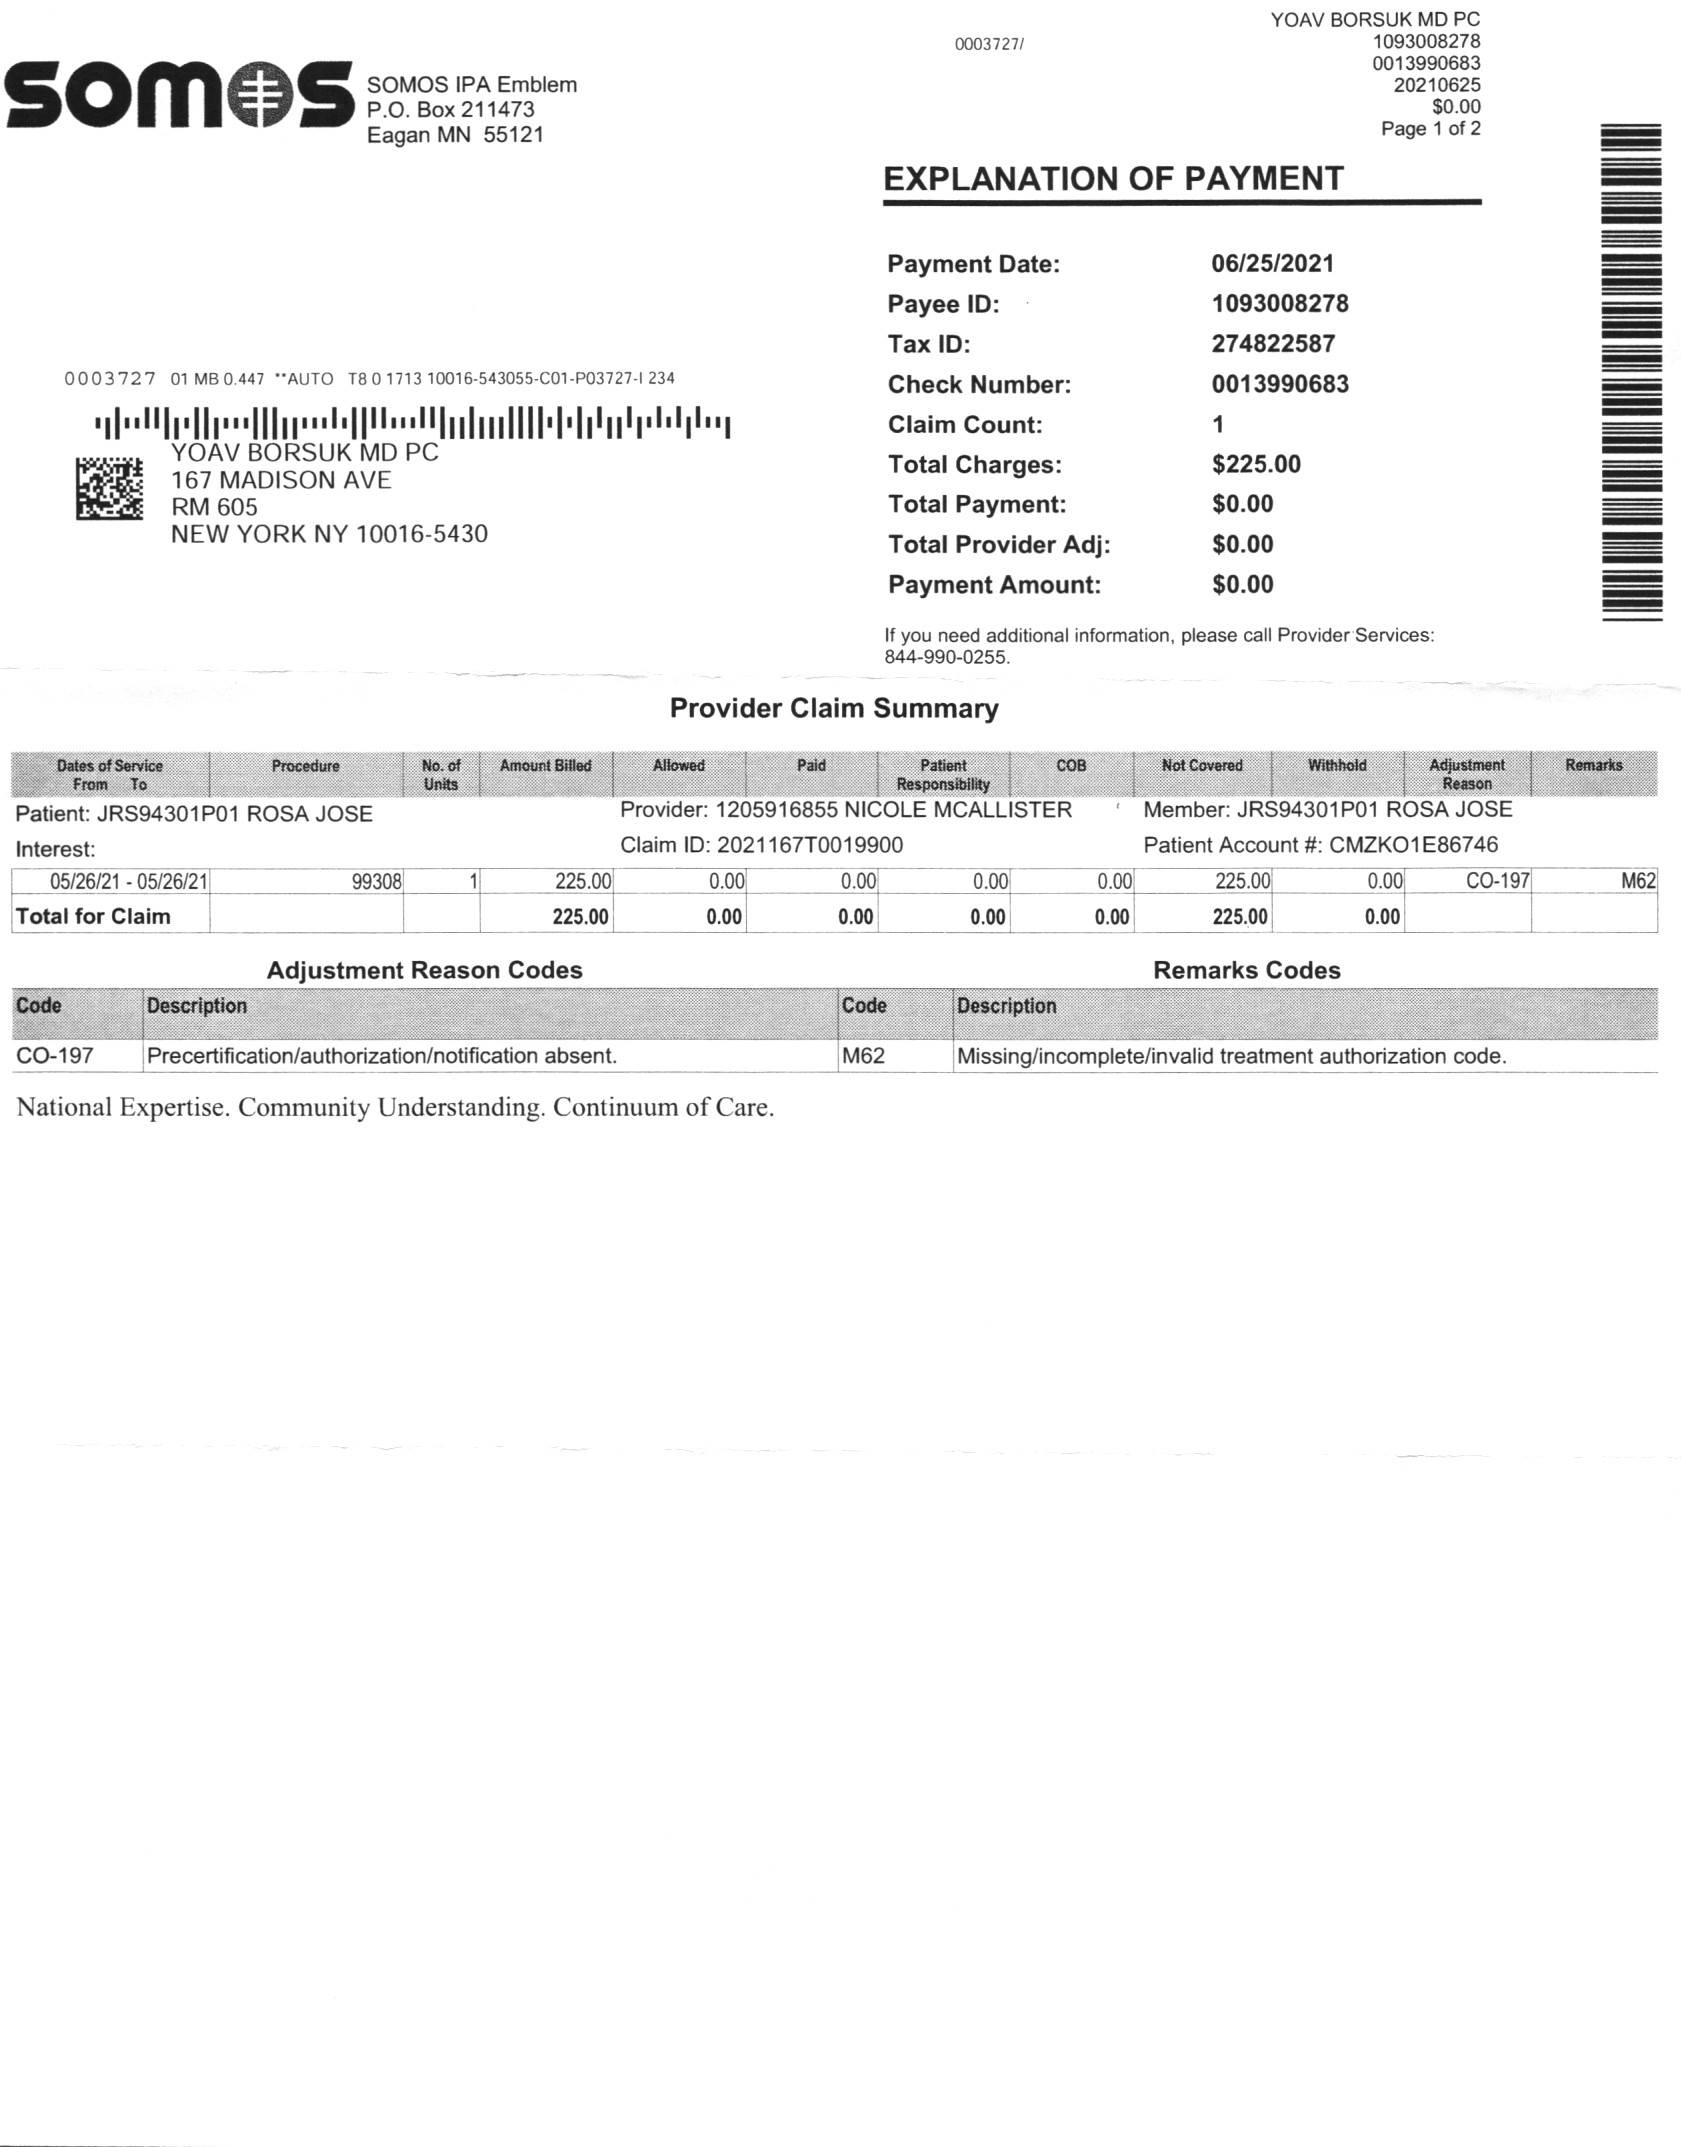 YOAV BORSUK MD PC
0003727/
1093008278
0013990683
20210625
$0.00
Page 1 of 2
somos
SOMOS IPA Emblem
P.O. Box 211473
Eagan MN 55121
EXPLANATION OF PAYMENT
Payment Date: 06/25/2021
Payee ID: 1093008278
Tax ID: 274822587
Check Number: 0013990683
Claim Count: 1
Total Charges: $225.00
Total Payment: $0.00
Total Provider Adj: $0.00
Payment Amount: $0.00
If you need additional information, please call Provider Services:
844-990-0255.
0003727 01 MB 0.447 **AUTO T8 0 1713 10016-543055-C01-P03727-I 234
YOAV BORSUK MD PC
167 MADISON AVE
RM 605
NEW YORK NY 10016-5430
Provider Claim Summary
Dates of Service From To Procedure No. of Units Amount Billed Allowed Paid Patient Responsibility COB Not Covered Withhold Adjustment Reason Remarks
Patient: JRS94301P01 ROSA JOSE Provider: 1205916855 NICOLE MCALLISTER Member: JRS94301P01 ROSA JOSE
Interest: Claim ID: 2021167T0019900 Patient Account #: CMZKO1E86746
05/26/21 - 05/26/21 99308 1 225.00 0.00 0.00 0.00 0.00 225.00 0.00 CO-197 M62
Total for Claim 225.00 0.00 0.00 0.00 0.00 225.00 0.00
Adjustment Reason Codes Remarks Codes
Code Description Code Description
CO-197 Precertification/authorization/notification absent. M62 Missing/incomplete/invalid treatment authorization code.
National Expertise. Community Understanding. Continuum of Care.